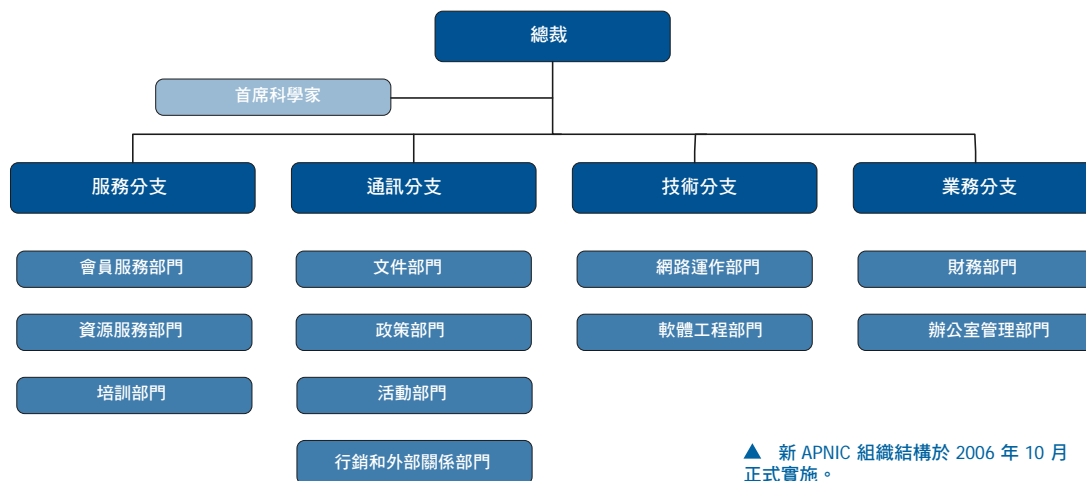 總裁
首席科學家
服務分支
通訊分支
技術分支
業務分支
會員服務部門
文件部門
網路運作部門
財務部門
資源服務部門
政策部門
軟體工程部門
辦公室管理部門
培訓部門
活動部門
行銷和外部關係部門
▲ 新 APNIC 組織結構於 2006 年 10 月
正式實施。